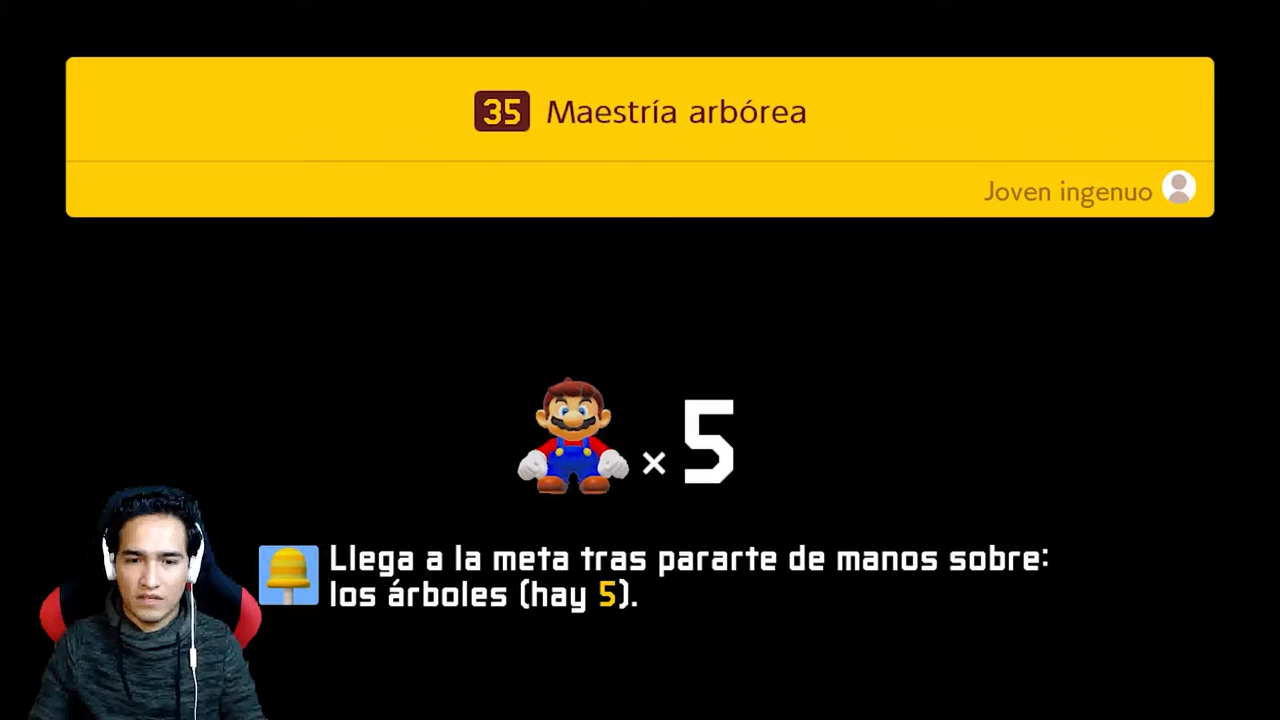 35 Maestría arbórea
Joven ingenuo
× 5
Llega a la meta tras pararte de manos sobre:
los árboles (hay 5).